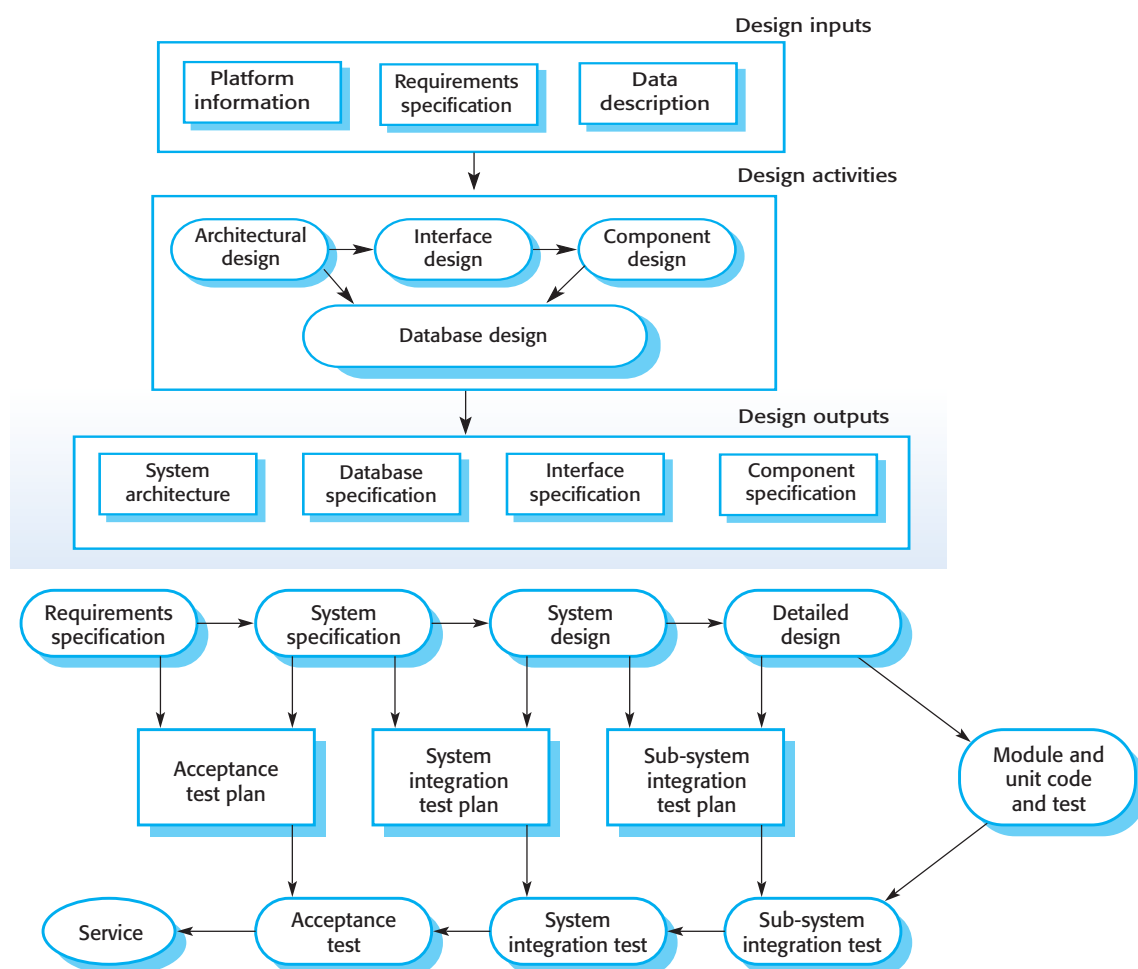 Design inputs
Platform
information
Requirements
specification
Data
description
Design activities
Architectural
design
Interface
design
Component
design
Database design
Design outputs
System
architecture
Database
specification
Interface
specification
Component
specification
Requirements
specification
System
specification
System
design
Detailed
design
Acceptance
test plan
System
integration
test plan
Sub-system
integration
test plan
Module and
unit code
and test
Service
Acceptance
test
System
integration test
Sub-system
integration test